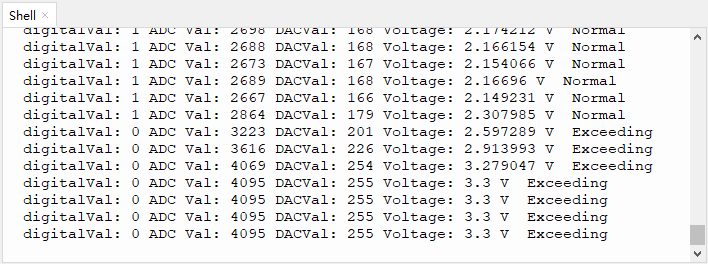 Shell ×
digitalVal: 1 ADC Val: 2698 DACVal: 168 Voltage: 2.174212 V  Normal
digitalVal: 1 ADC Val: 2688 DACVal: 168 Voltage: 2.166154 V  Normal
digitalVal: 1 ADC Val: 2673 DACVal: 167 Voltage: 2.154066 V  Normal
digitalVal: 1 ADC Val: 2689 DACVal: 168 Voltage: 2.16696 V  Normal
digitalVal: 1 ADC Val: 2667 DACVal: 166 Voltage: 2.149231 V  Normal
digitalVal: 1 ADC Val: 2864 DACVal: 179 Voltage: 2.307985 V  Normal
digitalVal: 0 ADC Val: 3223 DACVal: 201 Voltage: 2.597289 V  Exceeding
digitalVal: 0 ADC Val: 3616 DACVal: 226 Voltage: 2.913993 V  Exceeding
digitalVal: 0 ADC Val: 4069 DACVal: 254 Voltage: 3.279047 V  Exceeding
digitalVal: 0 ADC Val: 4095 DACVal: 255 Voltage: 3.3 V  Exceeding
digitalVal: 0 ADC Val: 4095 DACVal: 255 Voltage: 3.3 V  Exceeding
digitalVal: 0 ADC Val: 4095 DACVal: 255 Voltage: 3.3 V  Exceeding
digitalVal: 0 ADC Val: 4095 DACVal: 255 Voltage: 3.3 V  Exceeding